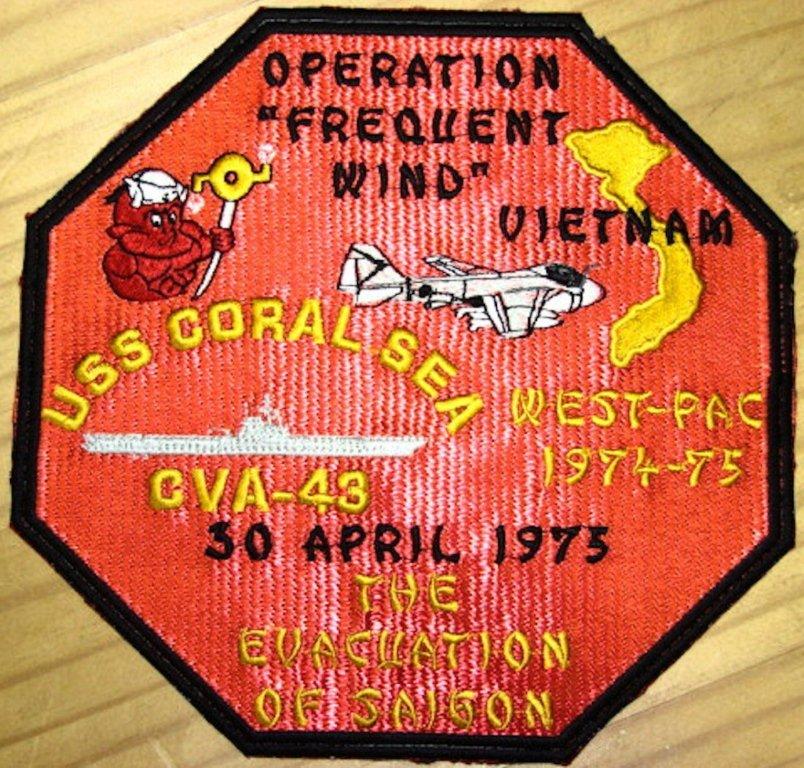 OPERATION
"FREQUENT
WIND"
VIETNAM
USS CORAL SEA
WEST-PAC
1974-75
CVA-43
30 APRIL 1975
THE
EVACUATION
OF SAIGON